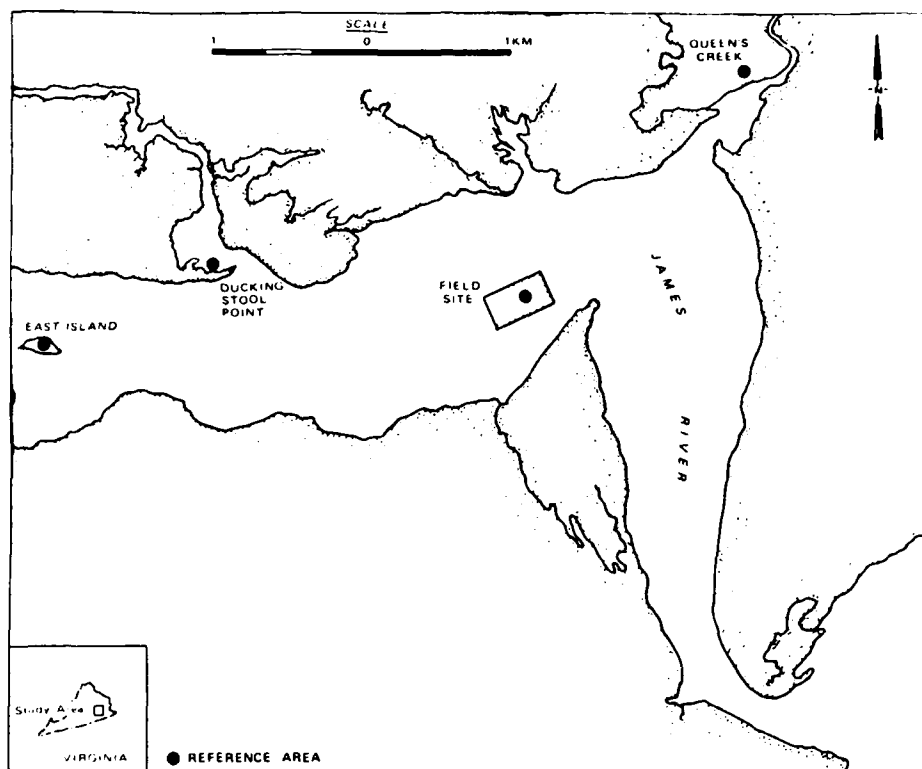 SCALE
1 0 1KM
QUEEN'S
CREEK
N
JAMES
RIVER
DUCKING
STOOL
POINT
FIELD
SITE
EAST ISLAND
Study Area
VIRGINIA
REFERENCE AREA